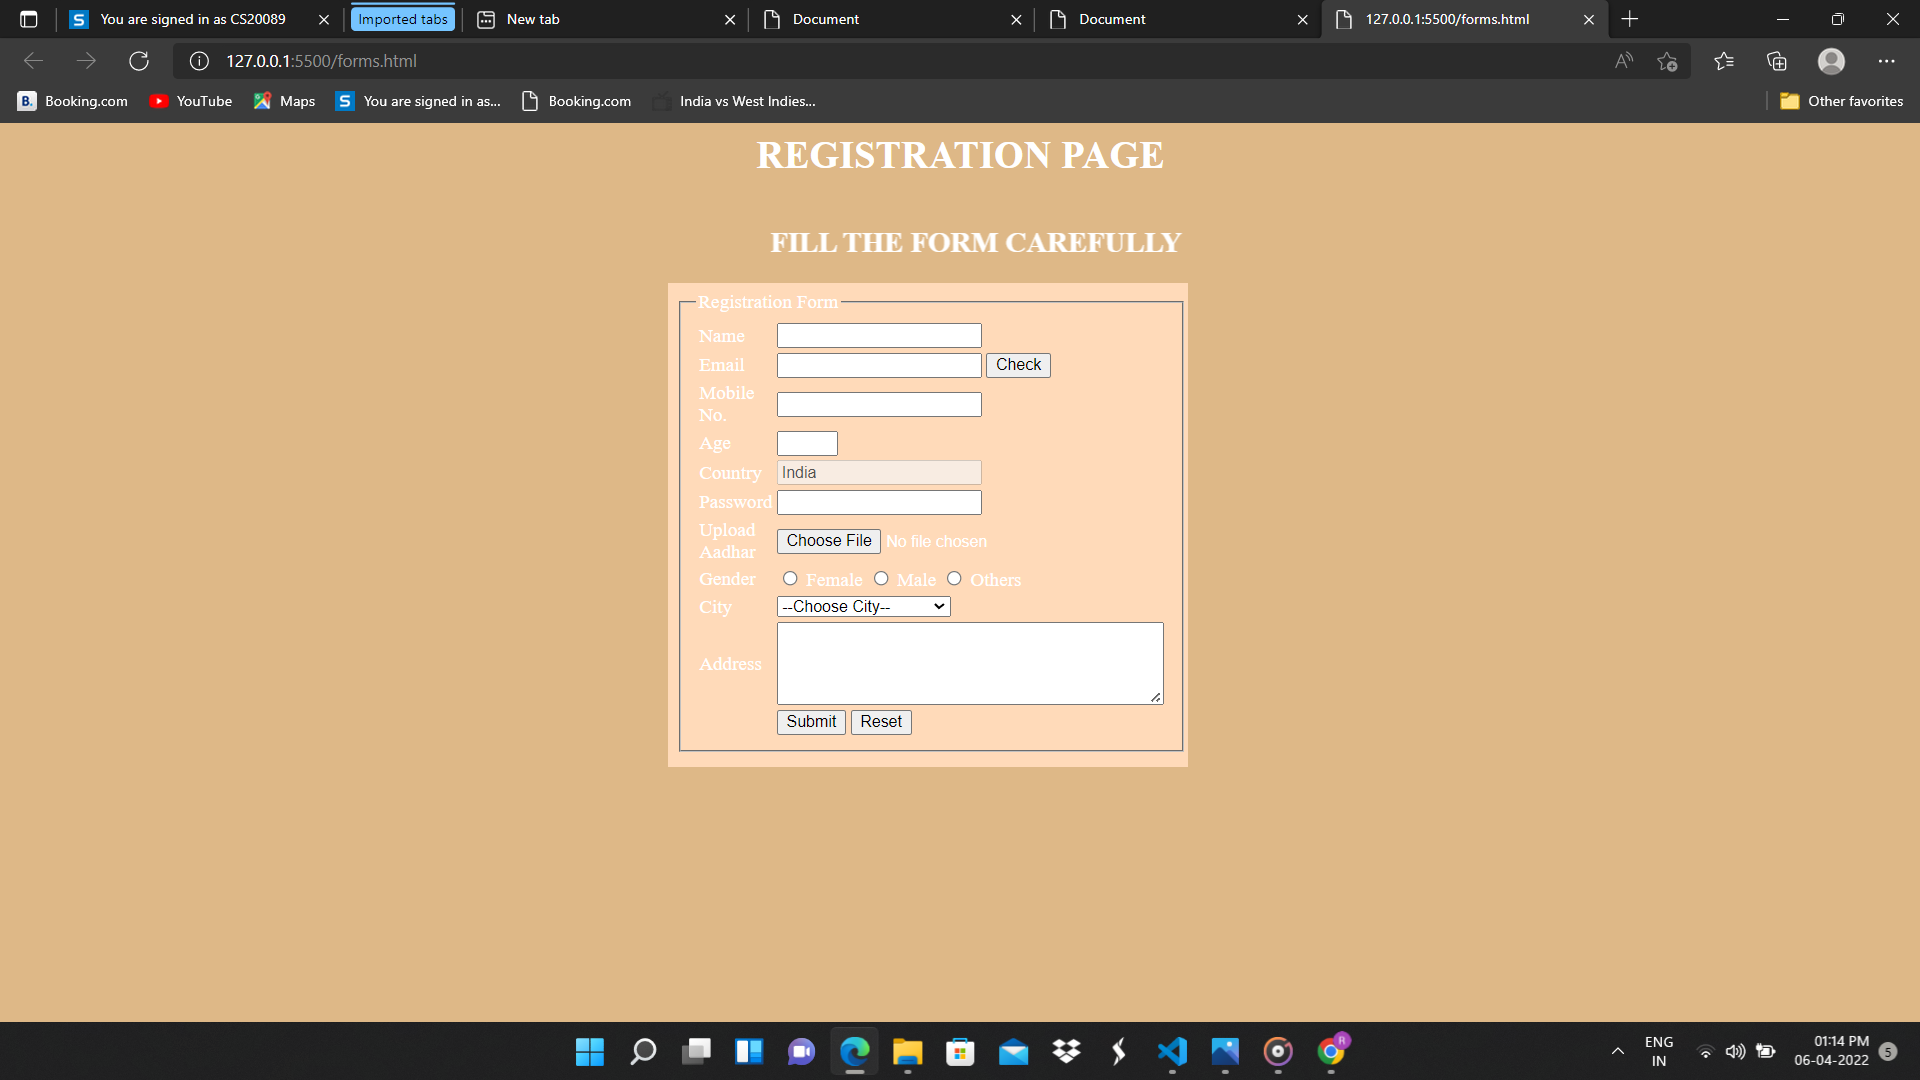 You are signed in as CS20089
Imported tabs
New tab
Document
Document
127.0.0.1:5500/forms.html
127.0.0.1:5500/forms.html
Booking.com
YouTube
Maps
You are signed in as...
Booking.com
India vs West Indies...
Other favorites
REGISTRATION PAGE
FILL THE FORM CAREFULLY
Registration Form
Name
Email Check
Mobile
No.
Age
Country India
Password
Upload
Aadhar
Choose File No file chosen
Gender Female Male Others
City --Choose City--
Address
Submit Reset
ENG
IN
01:14 PM
06-04-2022
5